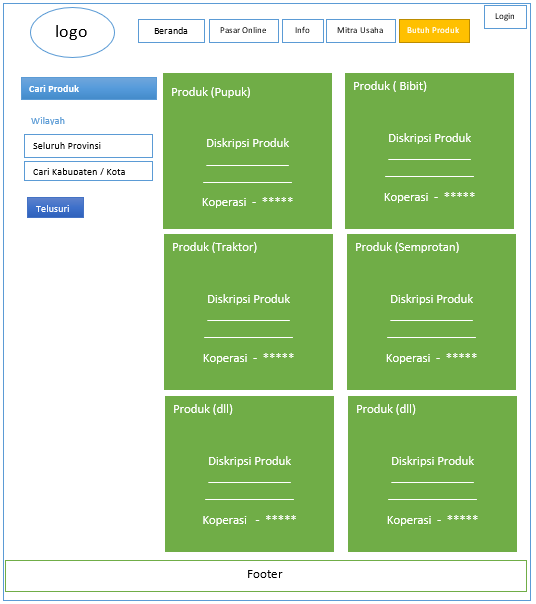 logo
Beranda
Pasar Online
Info
Mitra Usaha
Butuh Produk
Login
Cari Produk
Wilayah
Seluruh Provinsi
Cari Kabupaten / Kota
Telusuri
Produk (Pupuk)
Diskripsi Produk
Koperasi - *****
Produk ( Bibit)
Diskripsi Produk
Koperasi - *****
Produk (Traktor)
Diskripsi Produk
Koperasi - *****
Produk (Semprotan)
Diskripsi Produk
Koperasi - *****
Produk (dll)
Diskripsi Produk
Koperasi - *****
Produk (dll)
Diskripsi Produk
Koperasi - *****
Footer